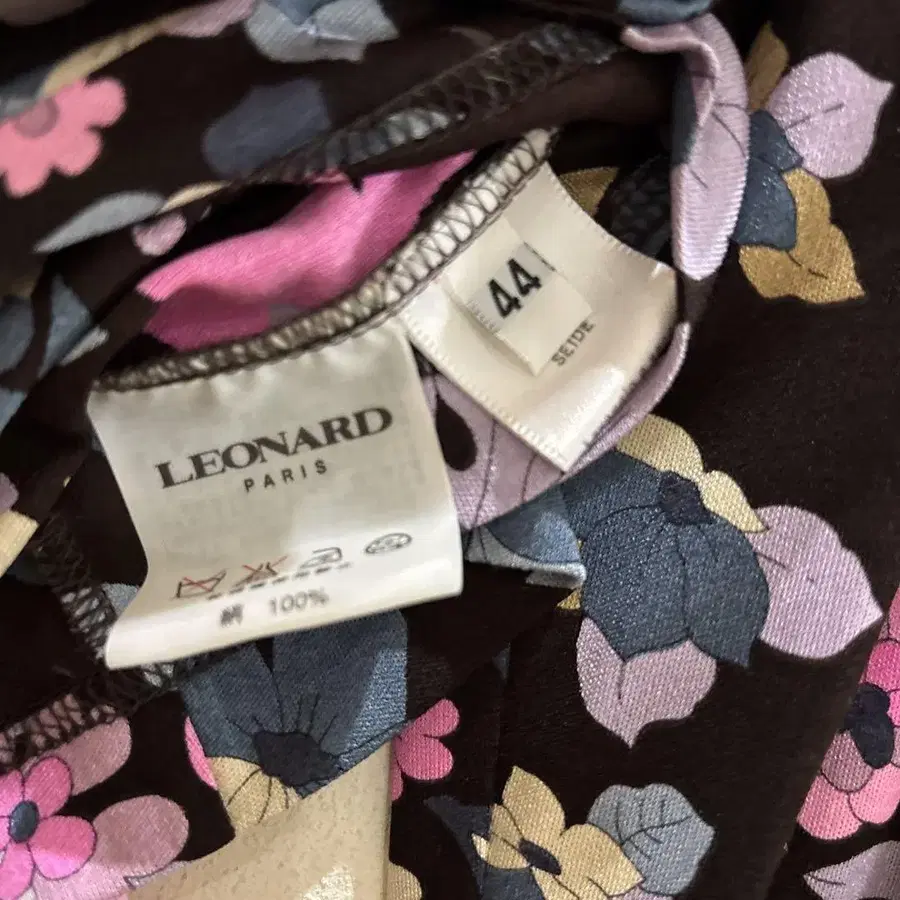 LEONARD
PARIS
絹 100%
44
SEIDE